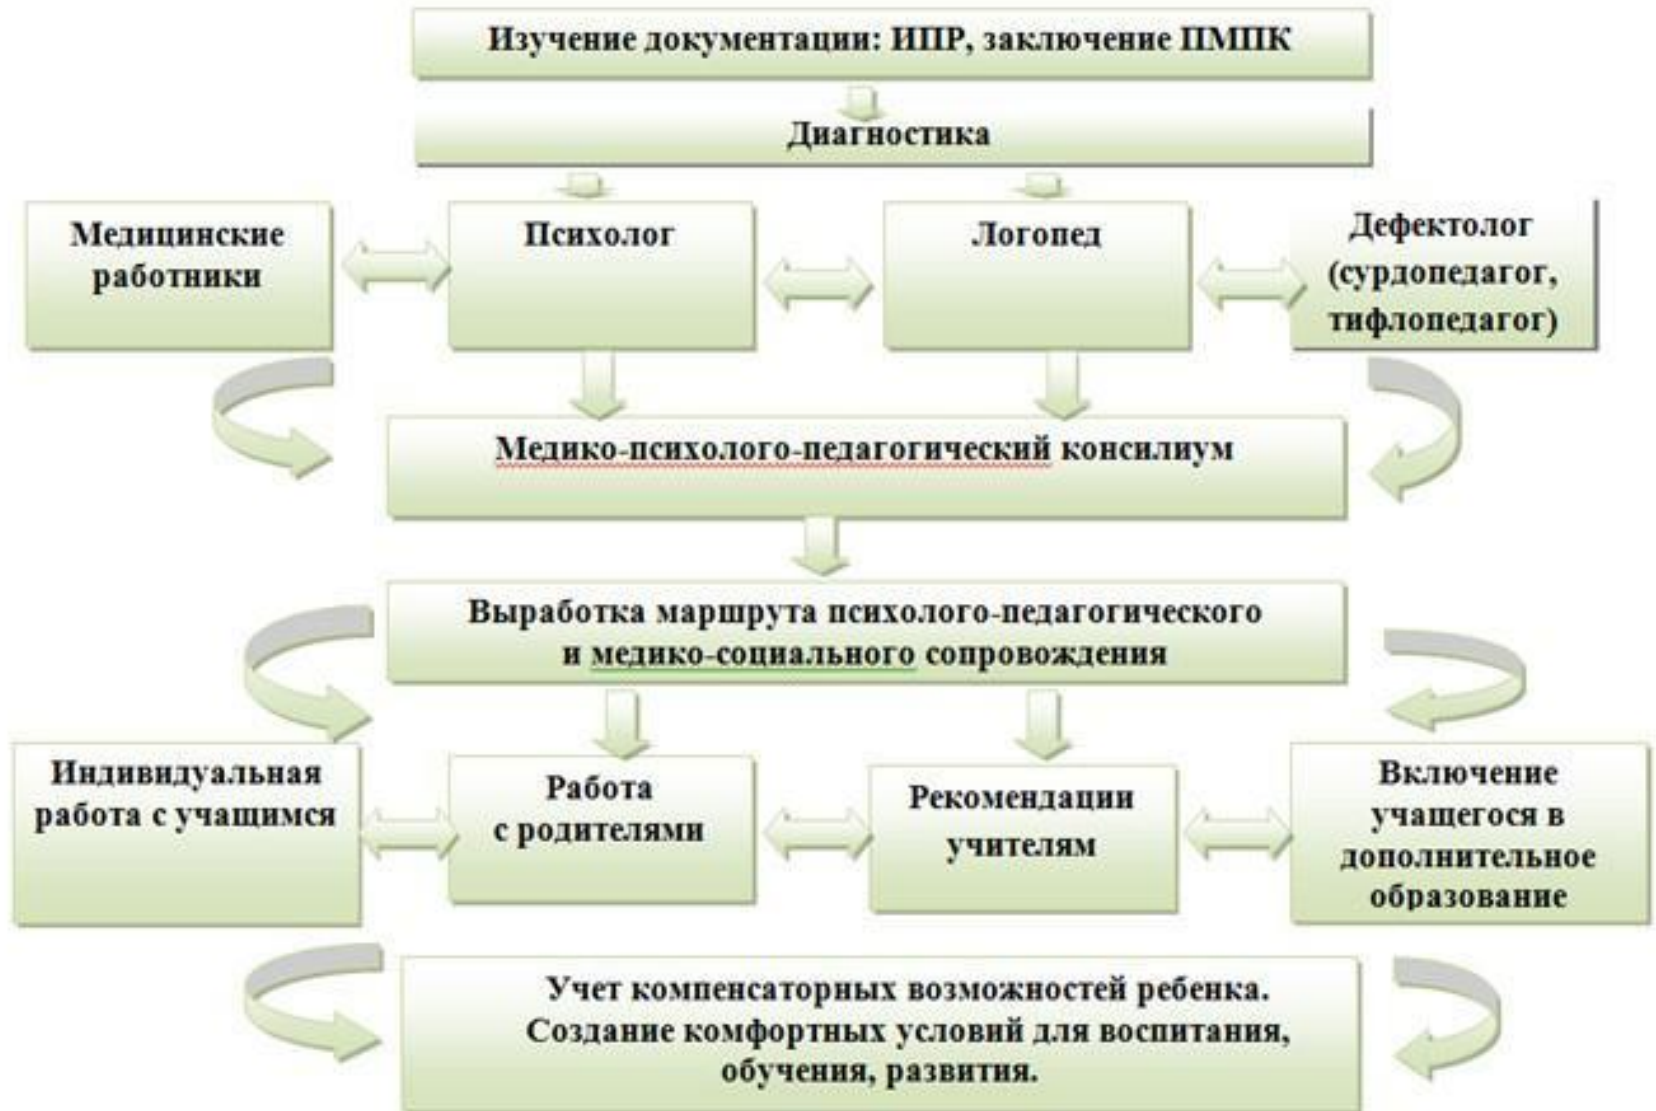 Изучение документации: ИПР, заключение ПМПК
Диагностика
Медицинские
работники
Психолог
Логопед
Дефектолог
(сурдопедагог,
тифлопедагог)
Медико-психолого-педагогический консилиум
Выработка маршрута психолого-педагогического
и медико-социального сопровождения
Индивидуальная
работа с учащимся
Работа
с родителями
Рекомендации
учителям
Включение
учащегося в
дополнительное
образование
Учет компенсаторных возможностей ребенка.
Создание комфортных условий для воспитания,
обучения, развития.